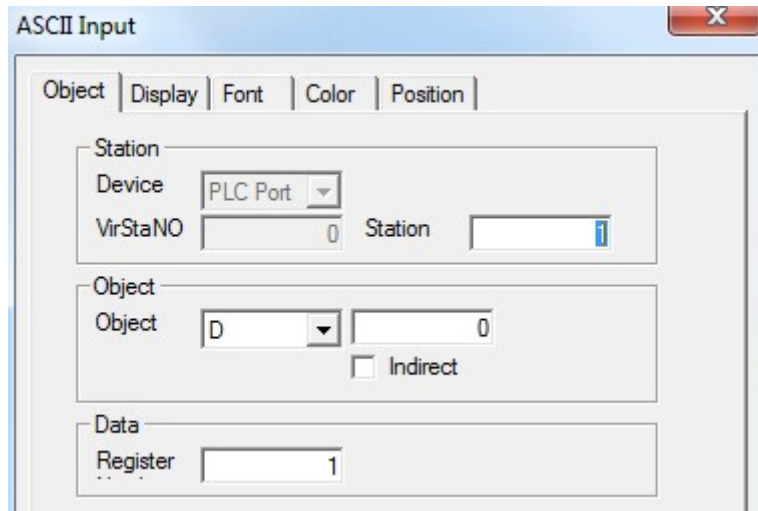 ASCII Input
Object Display Font Color Position
Station
Device PLC Port
VirStaNO 0 Station 1
Object
Object D 0
Indirect
Data
Register 1